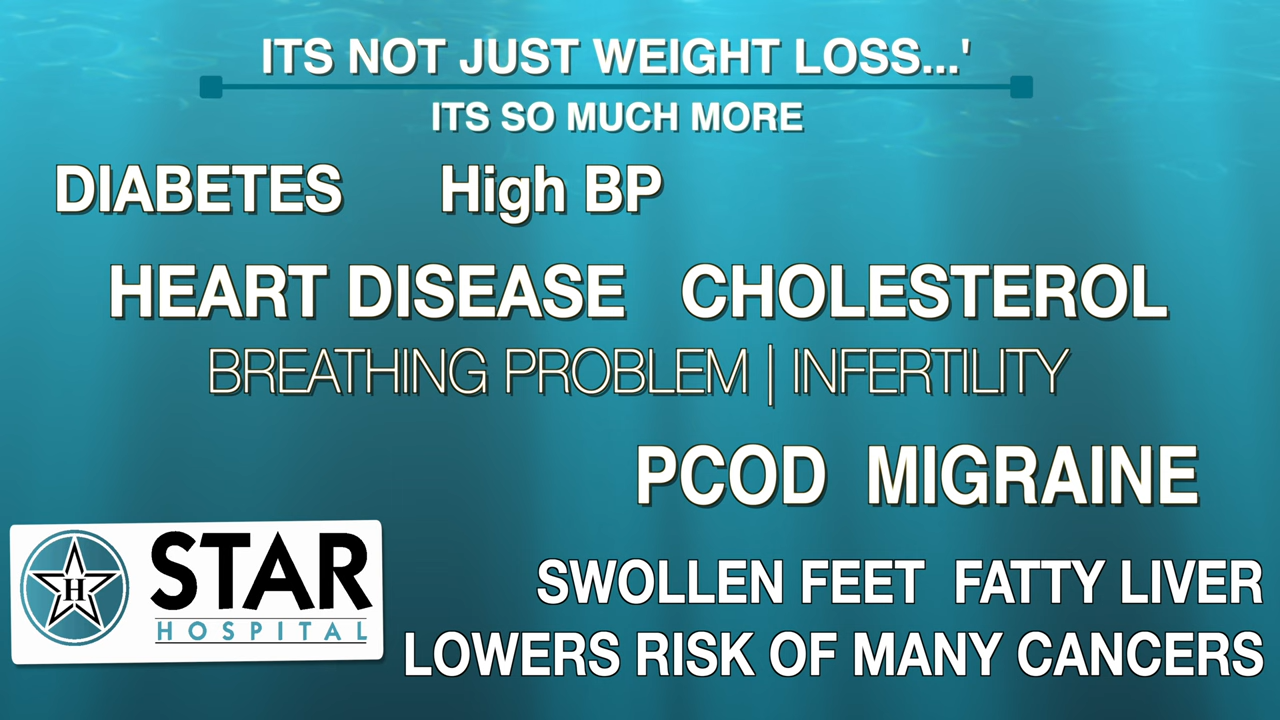 ITS NOT JUST WEIGHT LOSS...'
ITS SO MUCH MORE
DIABETES High BP
HEART DISEASE CHOLESTEROL
BREATHING PROBLEM | INFERTILITY
PCOD MIGRAINE
H
STAR
HOSPITAL
SWOLLEN FEET FATTY LIVER
LOWERS RISK OF MANY CANCERS